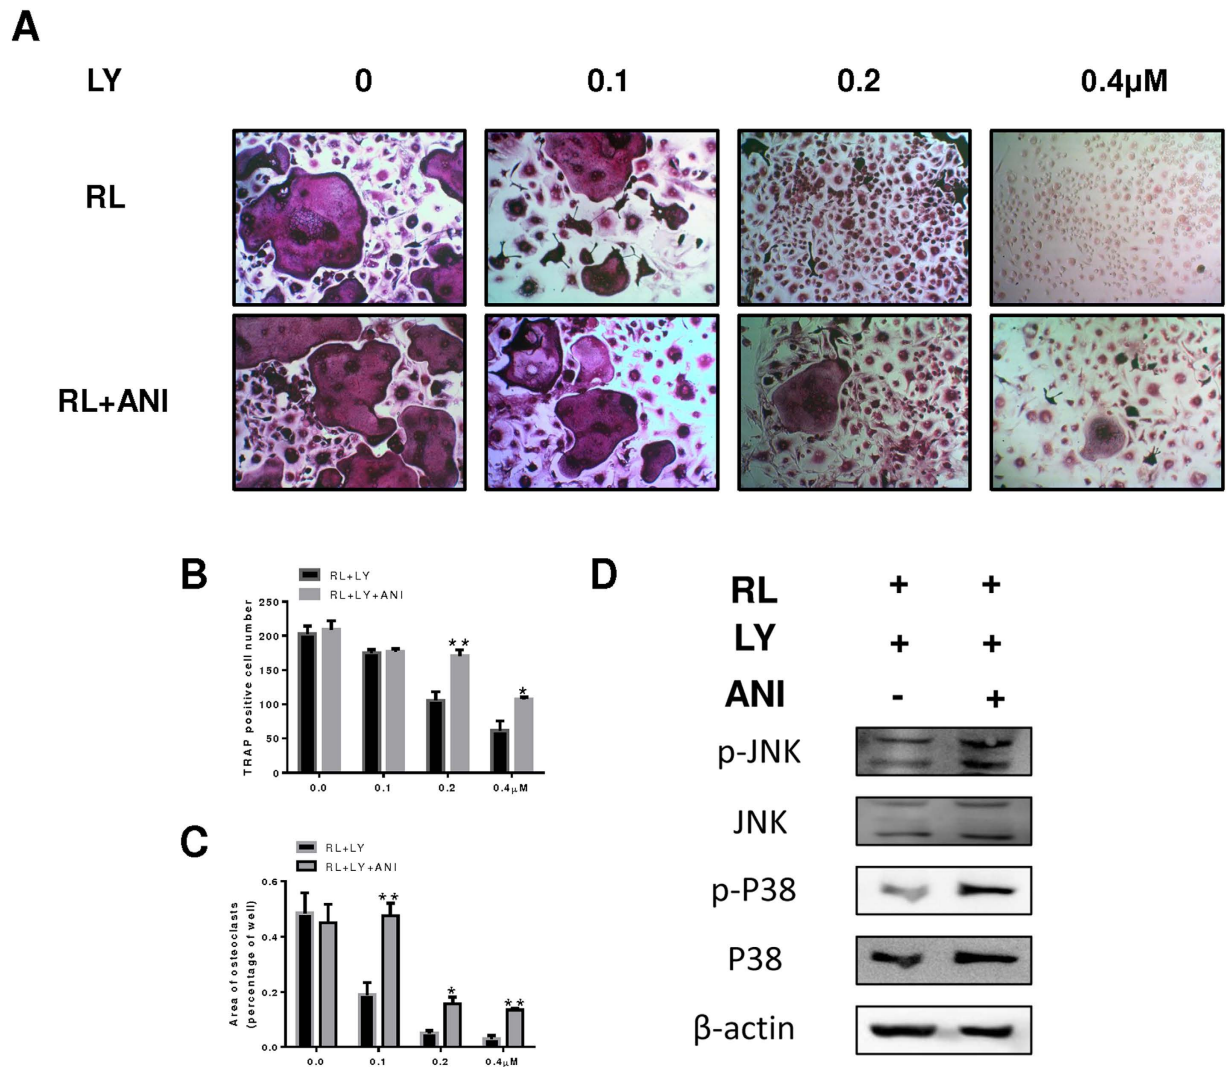 A
LY 0 0.1 0.2 0.4μM
RL
RL+ANI
B
RL+LY
RL+LY+ANI
TRAP positive cell number
250
200
150
100
50
0
** *
0.0 0.1 0.2 0.4μM
C
RL+LY
RL+LY+ANI
Area of osteoclasts
(percentage of well)
0.6
0.4
0.2
0.0
** * **
0.0 0.1 0.2 0.4μM
D
RL + +
LY + +
ANI - +
p-JNK
JNK
p-P38
P38
β-actin